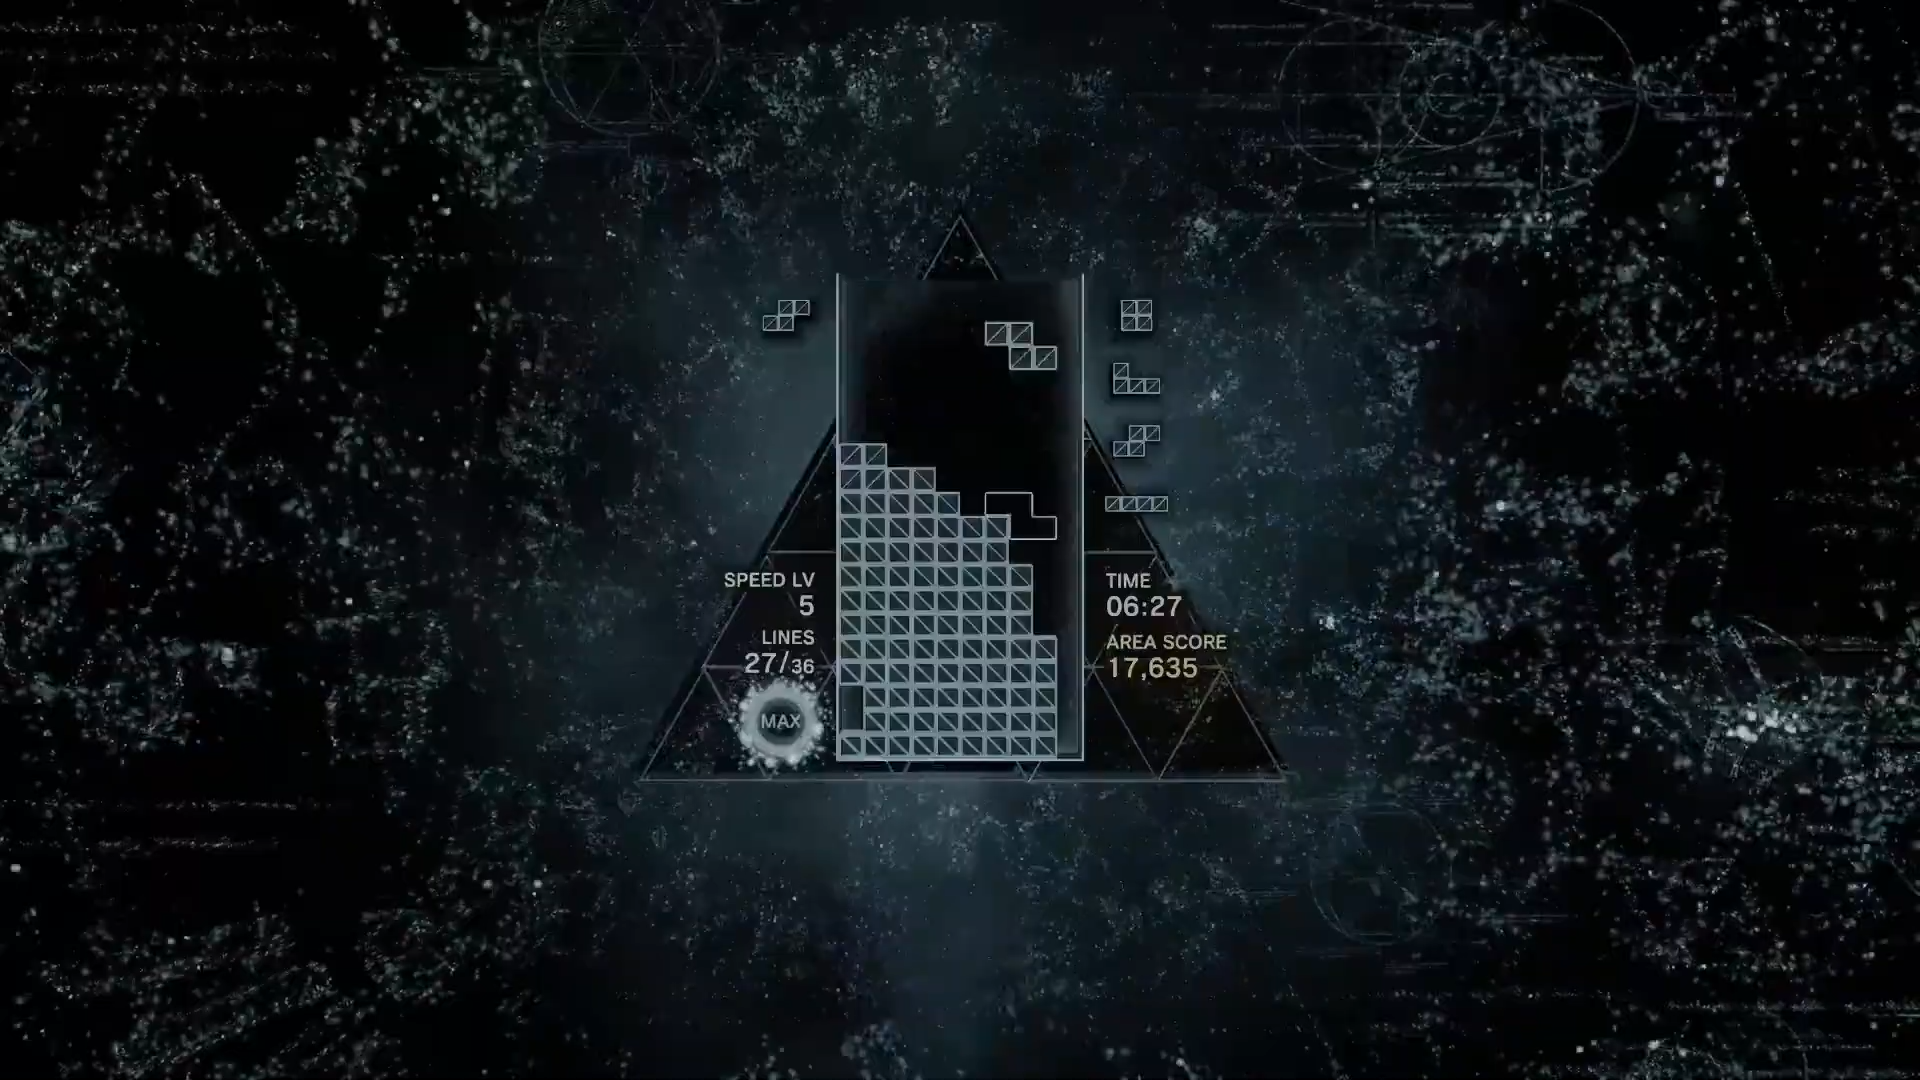 SPEED LV
5
LINES
27/36
MAX
TIME
06:27
AREA SCORE
17,635